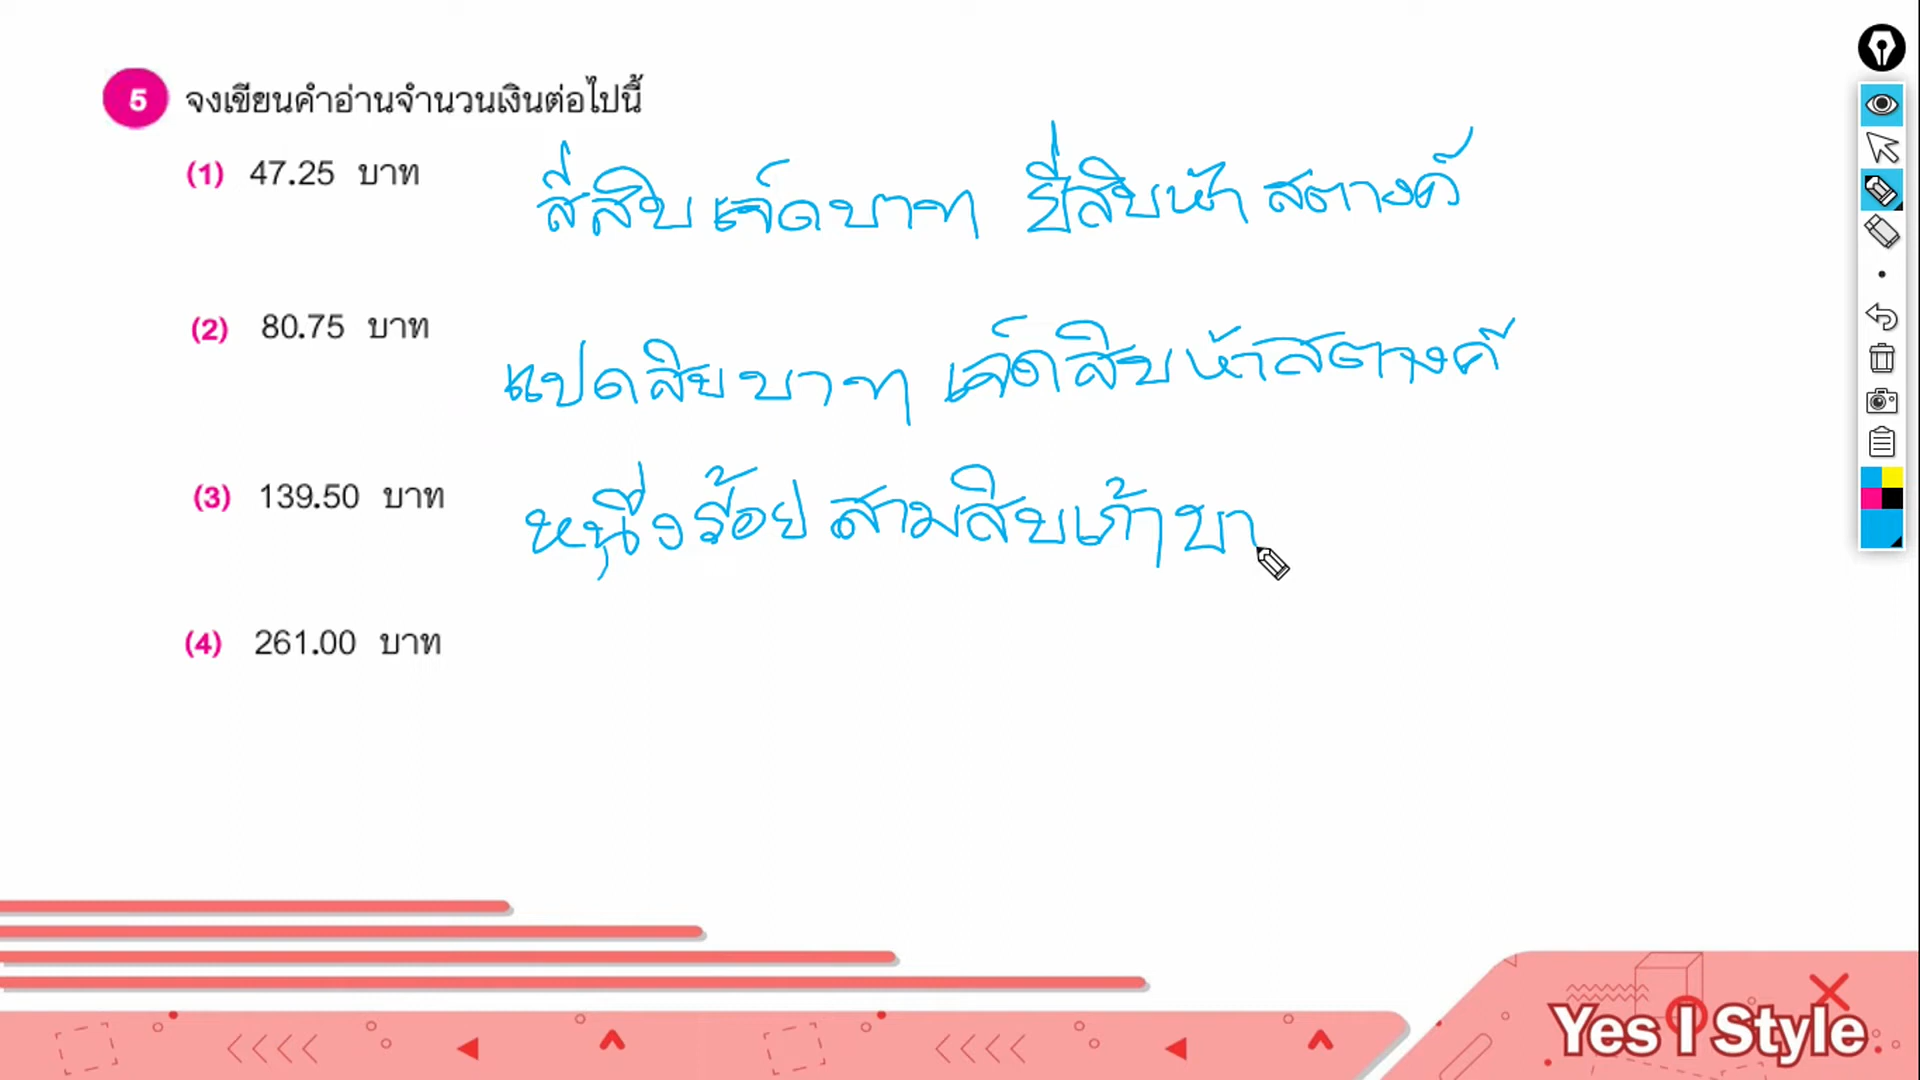 5 จงเขียนคำอ่านจำนวนเงินต่อไปนี้
(1) 47.25 บาท สี่สิบเจ็ดบาท ยี่สิบห้าสตางค์
(2) 80.75 บาท แปดสิบบาท เจ็ดสิบห้าสตางค์
(3) 139.50 บาท หนึ่งร้อยสามสิบเก้าบา
(4) 261.00 บาท
Yes I Style